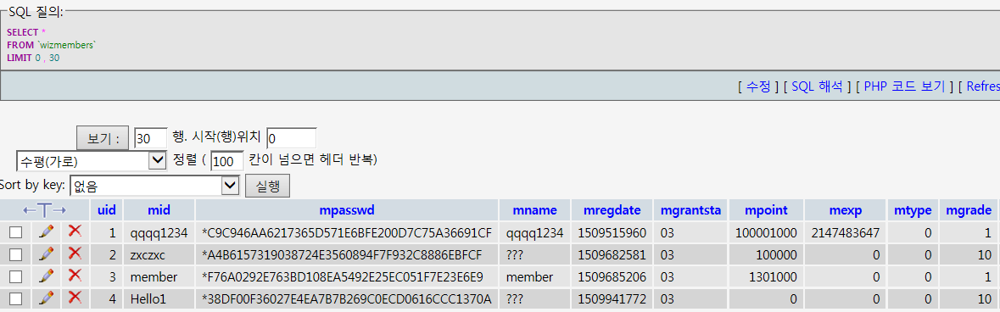 SQL 질의:
SELECT *
FROM `wizmembers`
LIMIT 0 , 30
[ 수정 ] [ SQL 해석 ] [ PHP 코드 보기 ] [ Refres
보기 : 30 행. 시작(행)위치 0
수평(가로) 정렬 ( 100 칸이 넘으면 헤더 반복)
Sort by key: 없음 실행
←T→ uid mid mpasswd mname mregdate mgrantsta mpoint mexp mtype mgrade
1 qqqq1234 *C9C946AA6217365D571E6BFE200D7C75A36691CF qqqq1234 1509515960 03 100001000 2147483647 0 1
2 zxczxc *A4B6157319038724E3560894F7F932C8886EBFCF ??? 1509682581 03 100000 0 0 10
3 member *F76A0292E763BD108EA5492E25EC051F7E23E6E9 member 1509685206 03 1301000 0 0 1
4 Hello1 *38DF00F36027E4EA7B7B269C0ECD0616CCC1370A ??? 1509941772 03 0 0 0 10